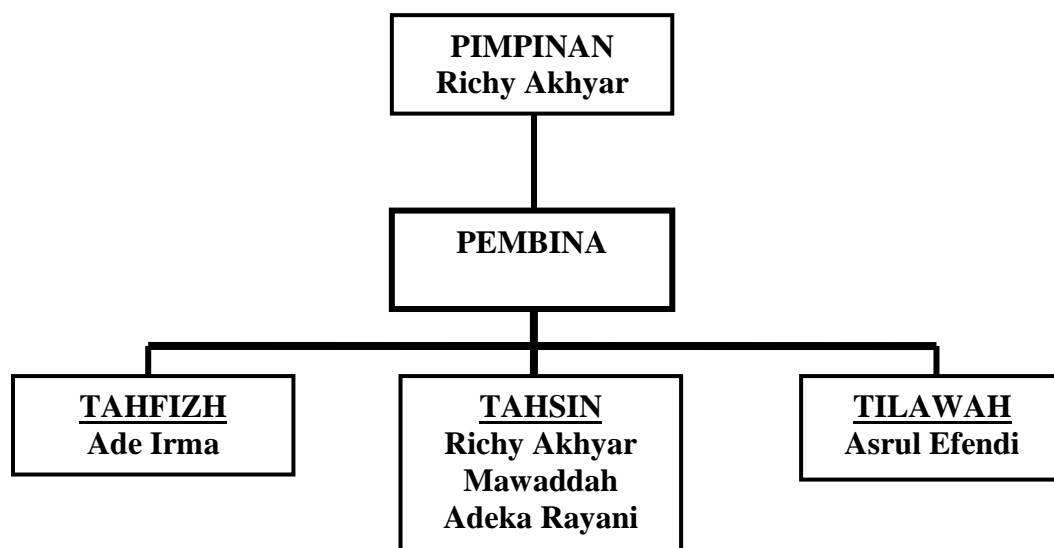 PIMPINAN
Richy Akhyar
PEMBINA
TAHFIZH
Ade Irma
TAHSIN
Richy Akhyar
Mawaddah
Adeka Rayani
TILAWAH
Asrul Efendi